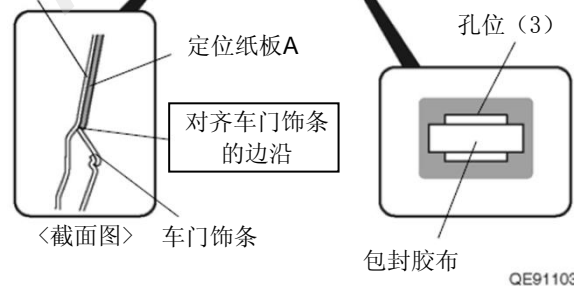 定位纸板A
孔位（3）
对齐车门饰条
的边沿
<截面图>
车门饰条
包封胶布
QE91103